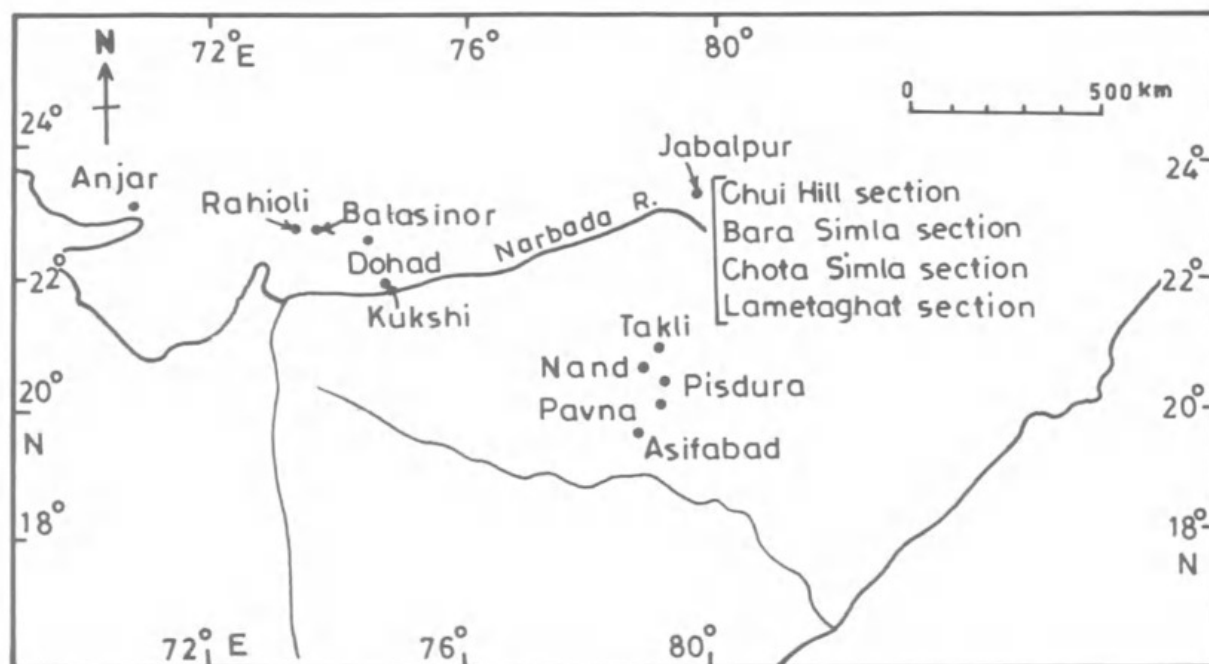 N
72° E
76°
80°
0 500 km
24°
24°
Jabalpur
Anjar
Rahioli
Balasinor
Chui Hill section
Narbada R.
Bara Simla section
Dohad
Chota Simla section
22°
22°
Kukshi
Lametaghat section
Takli
Nand
Pisdura
20°
20°
Pavna
N
Asifabad
18°
18°
N
72° E
76°
80°